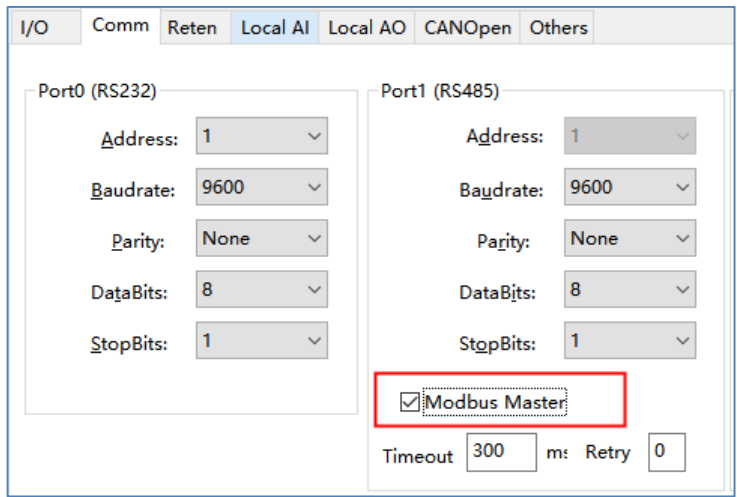 I/O Comm Reten Local AI Local AO CANOpen Others
Port0 (RS232)
Address: 1
Baudrate: 9600
Parity: None
DataBits: 8
StopBits: 1
Port1 (RS485)
Address: 1
Baudrate: 9600
Parity: None
DataBits: 8
StopBits: 1
Modbus Master
Timeout 300 ms Retry 0